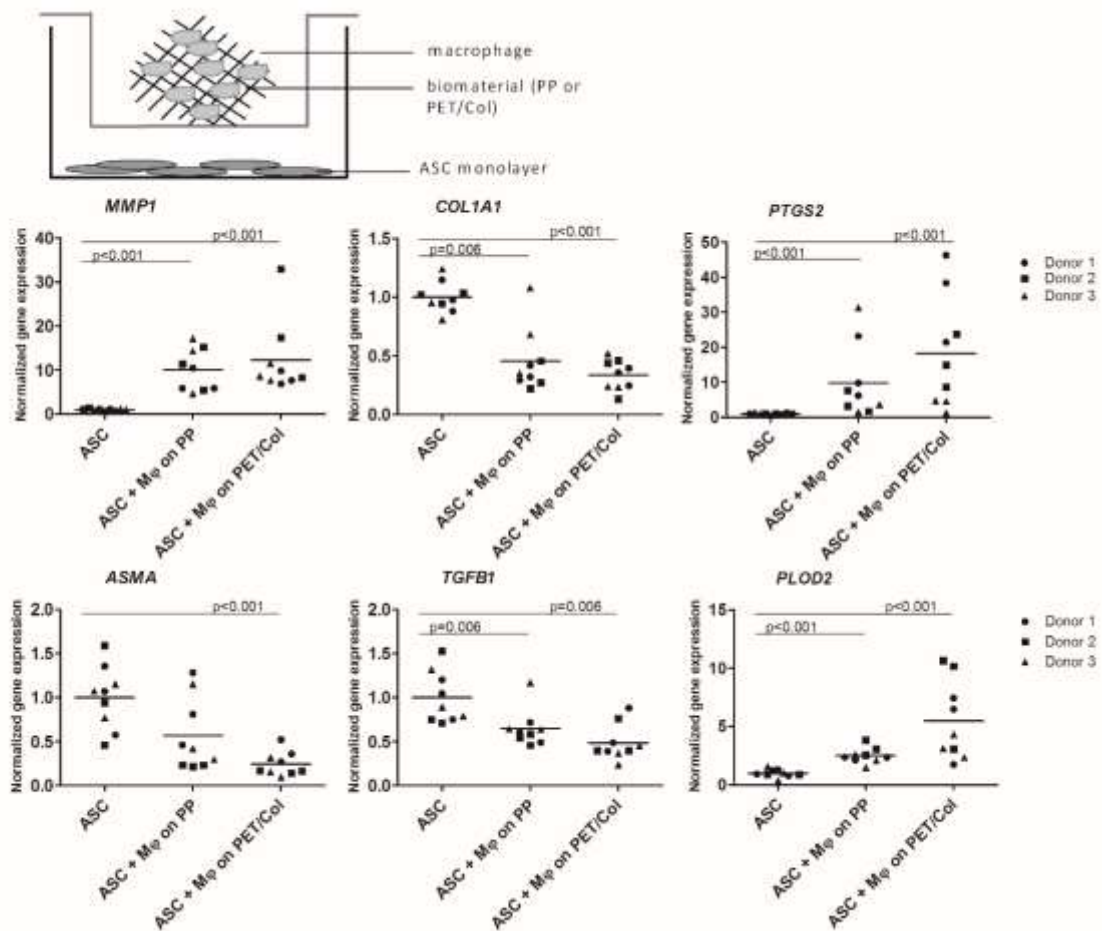 macrophage
biomaterial (PP or
PET/Col)
ASC monolayer
MMP1
Normalized gene expression
40
30
20
10
0
p<0.001
p<0.001
ASC
ASC + Mφ on PP
ASC + Mφ on PET/Col
COL1A1
Normalized gene expression
1.5
1.0
0.5
0.0
p<0.001
p=0.006
ASC
ASC + Mφ on PP
ASC + Mφ on PET/Col
PTGS2
Normalized gene expression
50
40
30
20
10
0
p<0.001
p<0.001
ASC
ASC + Mφ on PP
ASC + Mφ on PET/Col
Donor 1
Donor 2
Donor 3
ASMA
Normalized gene expression
2.0
1.5
1.0
0.5
0.0
p<0.001
ASC
ASC + Mφ on PP
ASC + Mφ on PET/Col
TGFB1
Normalized gene expression
2.0
1.5
1.0
0.5
0.0
p=0.006
p=0.006
ASC
ASC + Mφ on PP
ASC + Mφ on PET/Col
PLOD2
Normalized gene expression
15
10
5
0
p<0.001
p<0.001
ASC
ASC + Mφ on PP
ASC + Mφ on PET/Col
Donor 1
Donor 2
Donor 3